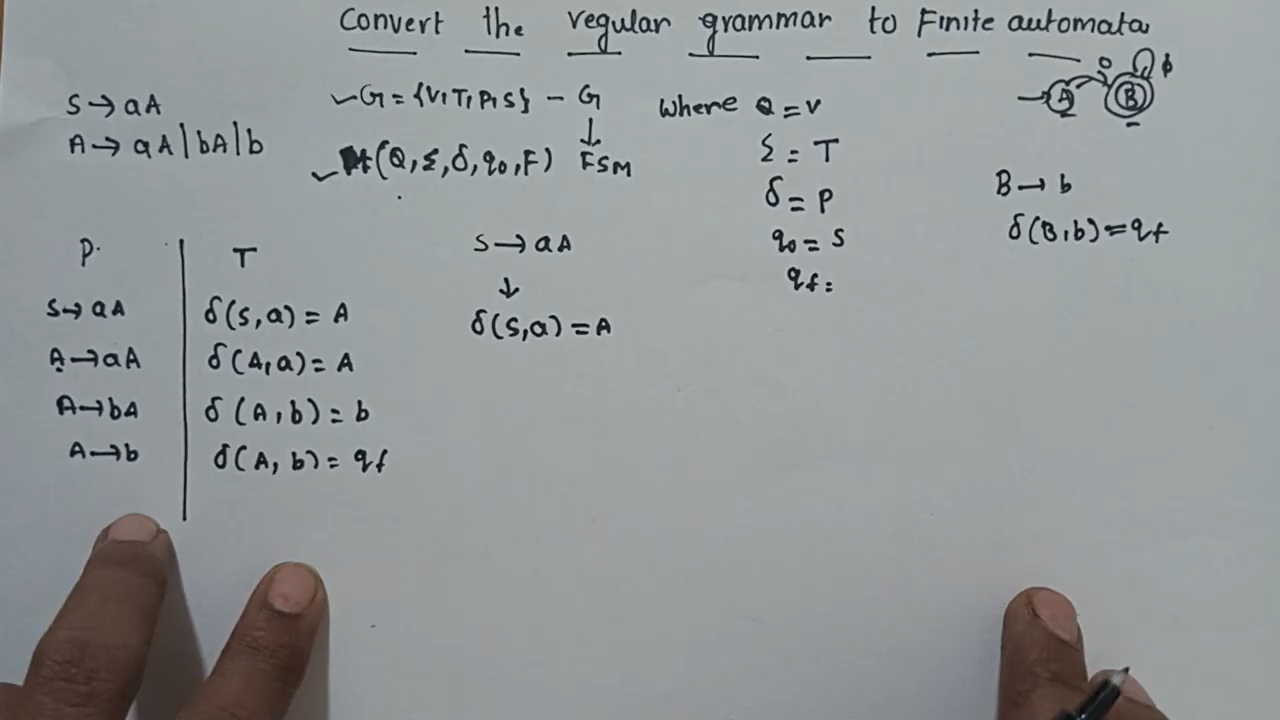 Convert the regular grammar to Finite automata
S→aA
A→aA|bA|b
✓G={V,T,P,S} - G
↓
✓M(Q,Σ,δ,q0,F) FSM
where Q=V
Σ=T
δ=P
q0=S
qf:
A
0
B
B→b
δ(B,b)=qf
P.
T
S→aA
δ(S,a)=A
A→aA
δ(A,a)=A
A→bA
δ(A,b)=b
A→b
δ(A,b)=qf
S→aA
↓
δ(S,a)=A